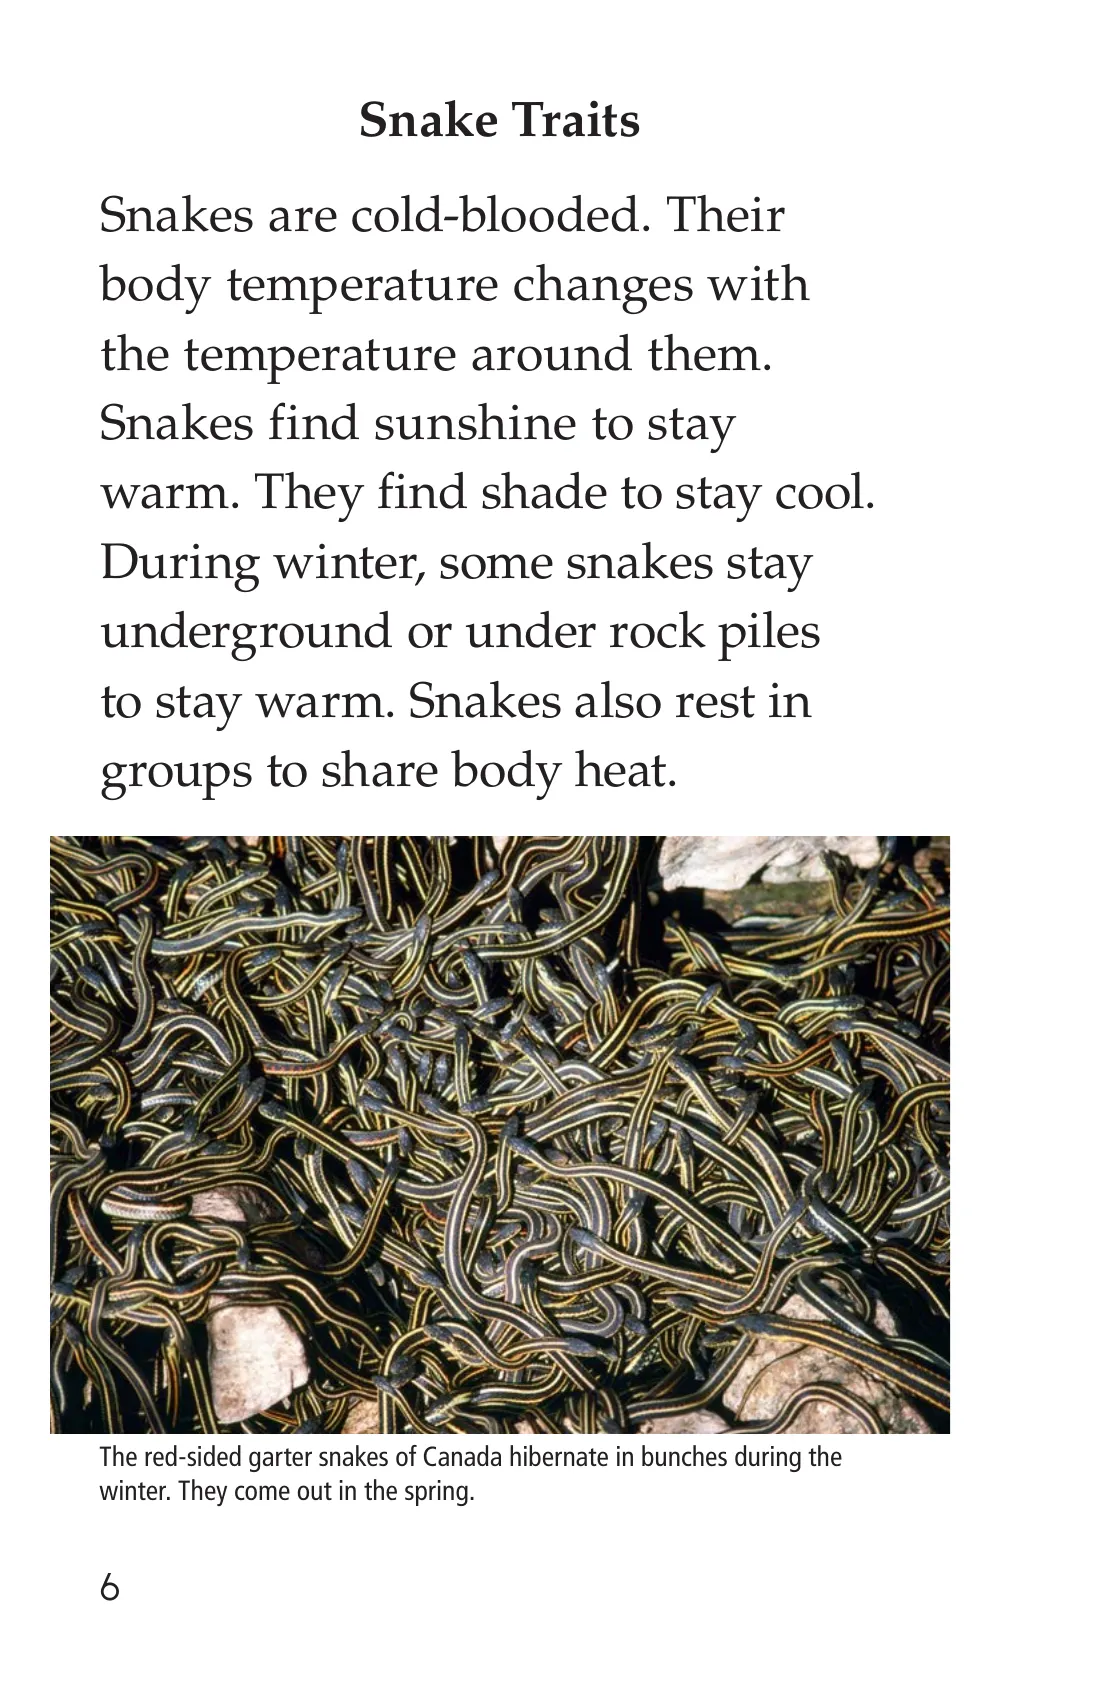 Snake Traits
Snakes are cold-blooded. Their
body temperature changes with
the temperature around them.
Snakes find sunshine to stay
warm. They find shade to stay cool.
During winter, some snakes stay
underground or under rock piles
to stay warm. Snakes also rest in
groups to share body heat.
The red-sided garter snakes of Canada hibernate in bunches during the
winter. They come out in the spring.
6